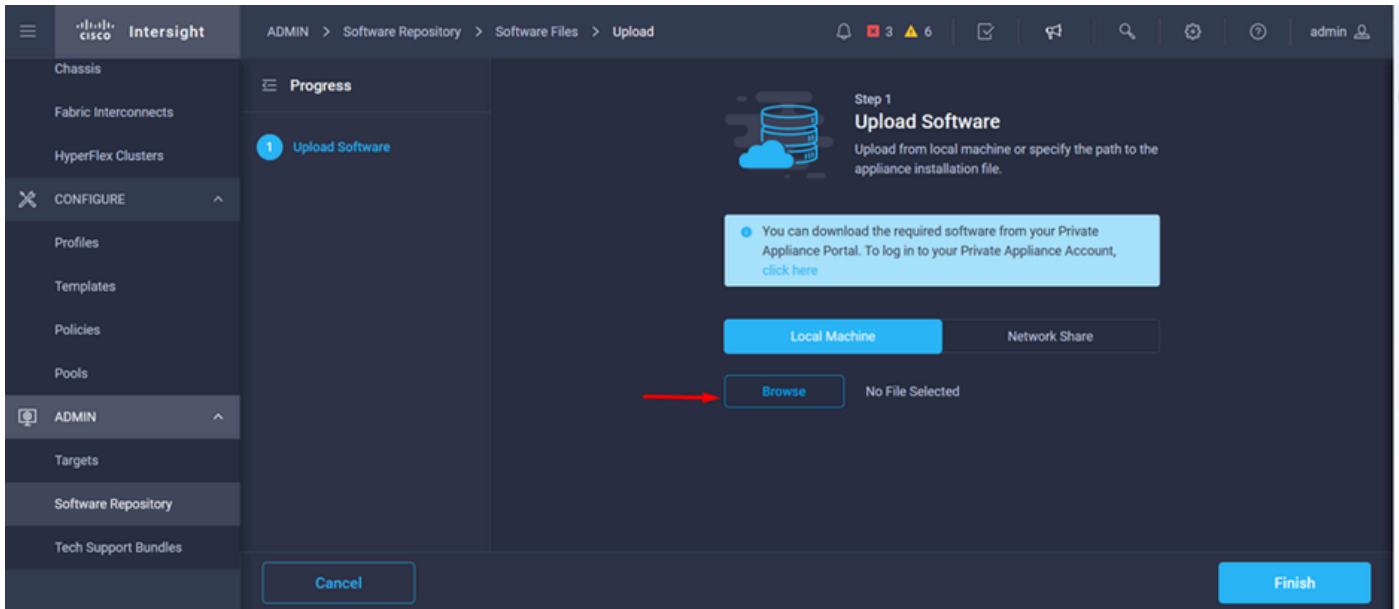 cisco Intersight
ADMIN > Software Repository > Software Files > Upload
3 6
admin
Chassis
Fabric Interconnects
HyperFlex Clusters
CONFIGURE
Profiles
Templates
Policies
Pools
ADMIN
Targets
Software Repository
Tech Support Bundles
Progress
1 Upload Software
Step 1
Upload Software
Upload from local machine or specify the path to the
appliance installation file.
You can download the required software from your Private
Appliance Portal. To log in to your Private Appliance Account,
click here
Local Machine Network Share
Browse No File Selected
Cancel Finish